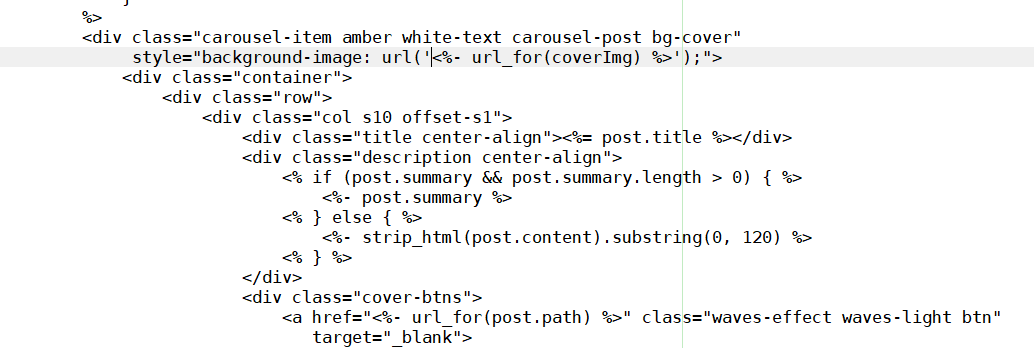 %>
<div class="carousel-item amber white-text carousel-post bg-cover"
style="background-image: url('<%- url_for(coverImg) %>');">
<div class="container">
<div class="row">
<div class="col s10 offset-s1">
<div class="title center-align"><%= post.title %></div>
<div class="description center-align">
<% if (post.summary && post.summary.length > 0) { %>
<%- post.summary %>
<% } else { %>
<%- strip_html(post.content).substring(0, 120) %>
<% } %>
</div>
<div class="cover-btns">
<a href="<%- url_for(post.path) %>" class="waves-effect waves-light btn"
target="_blank">